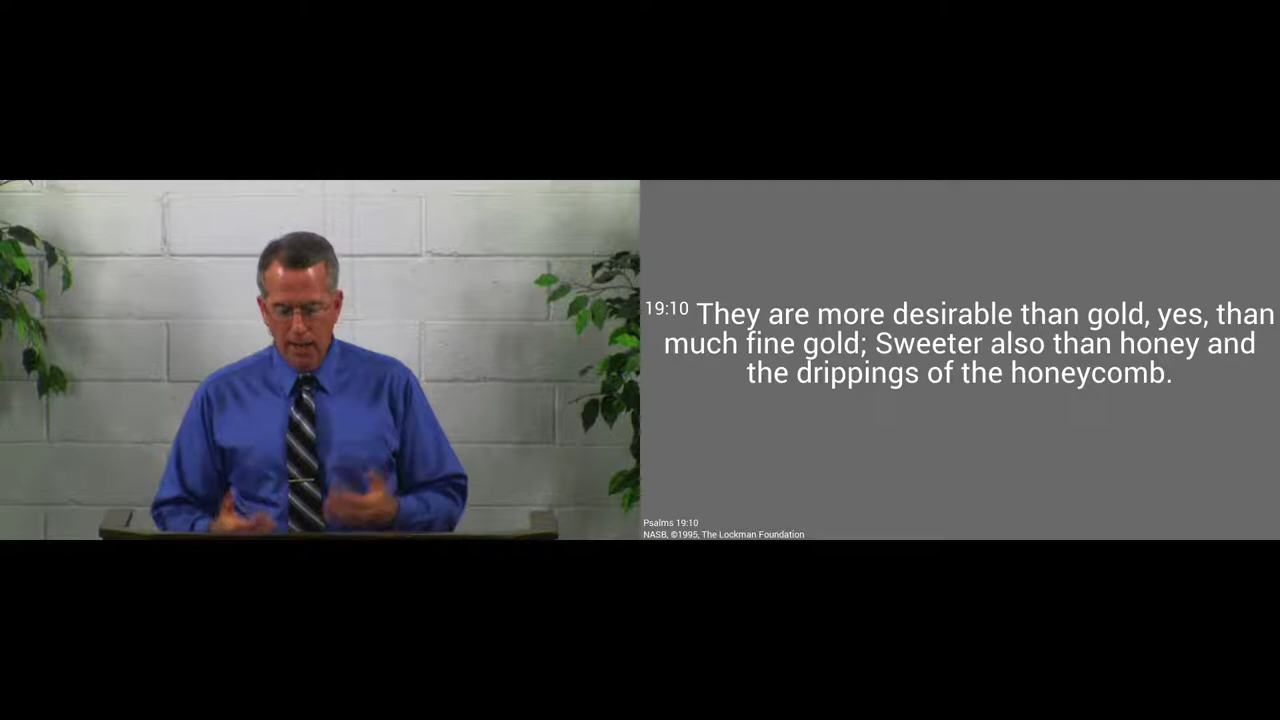 19:10 They are more desirable than gold, yes, than
much fine gold; Sweeter also than honey and
the drippings of the honeycomb.
Psalms 19:10
NASB, ©1995, The Lockman Foundation